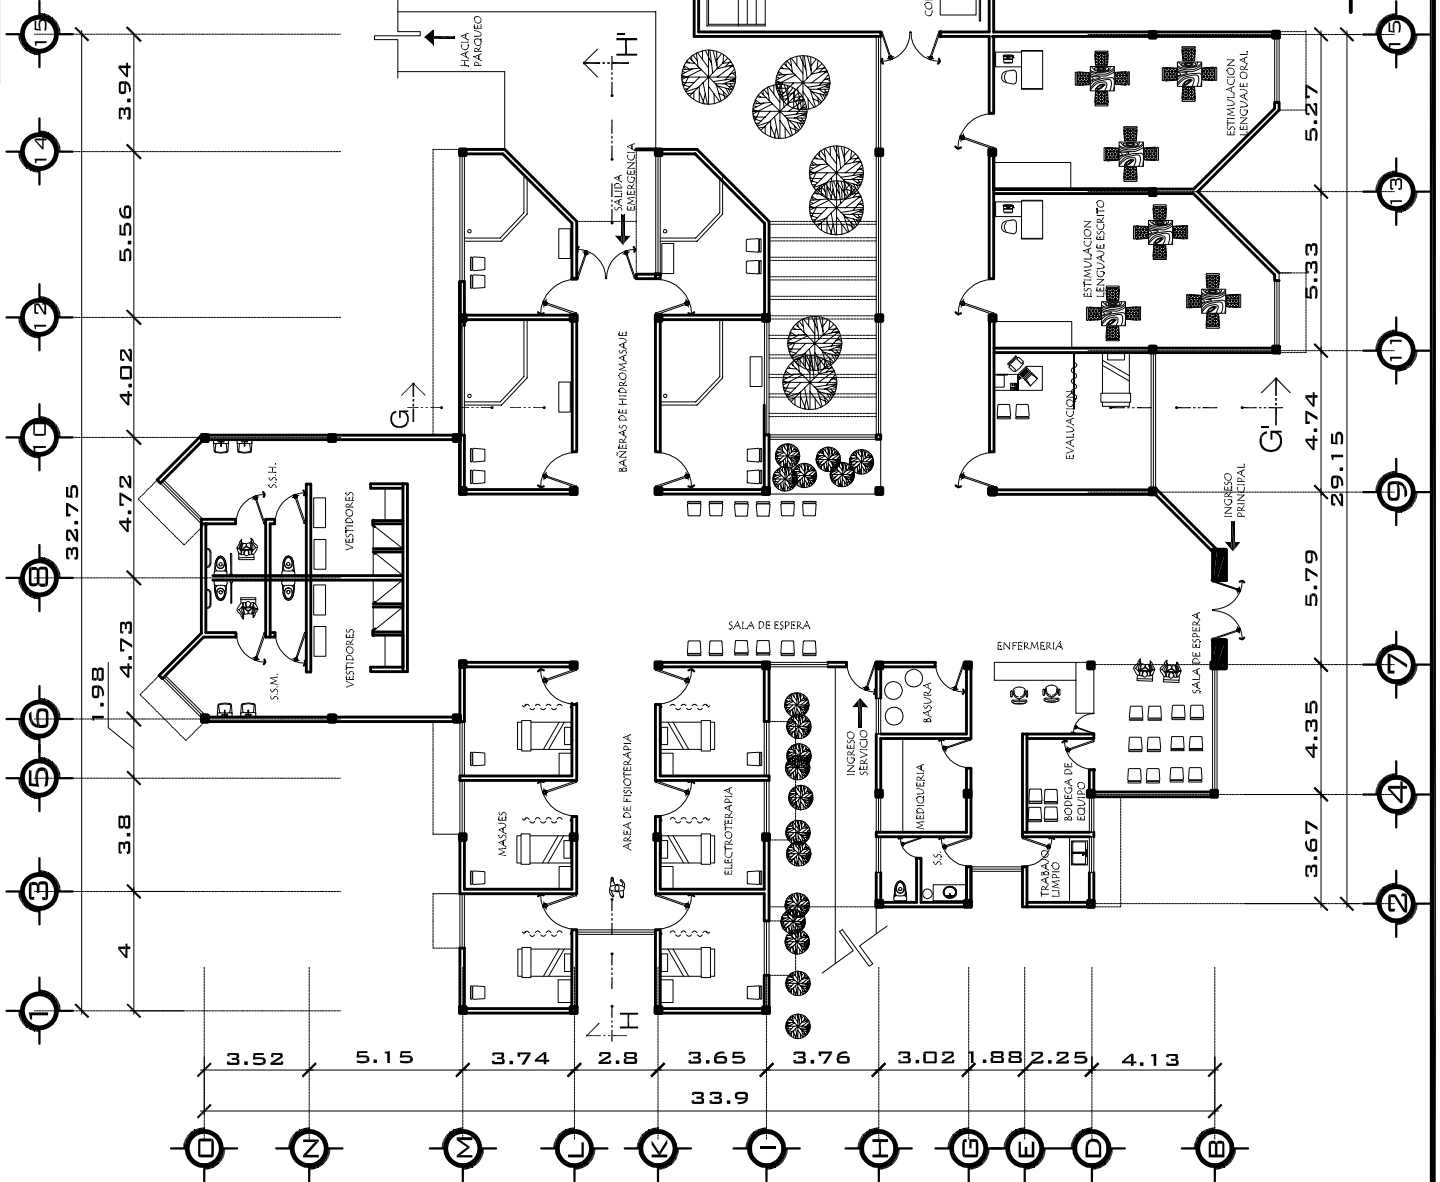 CO
HACIA
PARQUEO
H'
SALIDA
EMERGENCIA
ESTIMULACIÓN
LENGUAJE ORAL
ESTIMULACION
LENGUAJE ESCRITO
BAÑERAS DE HIDROMASAJE
EVALUACION
G
G'
INGRESO
PRINCIPAL
S.S.H.
VESTIDORES
VESTIDORES
S.S.M.
SALA DE ESPERA
ENFERMERIA
SALA DE ESPERA
BASURA
INGRESO
SERVICIO
MEDIQUERIA
BODEGA DE
EQUIPO
MASAJES
AREA DE FISIOTERAPIA
ELECTROTERAPIA
S.S.
TRABAJO
LIMPIO
H
15
14
12
10
8
6
5
3
1
3.94
5.56
4.02
4.72
4.73
1.98
3.8
4
32.75
15
13
11
9
7
4
2
5.27
5.33
4.74
5.79
4.35
3.67
29.15
3.52
5.15
3.74
2.8
3.65
3.76
3.02
1.88
2.25
4.13
33.9
O
N
M
L
K
I
H
G
E
D
B